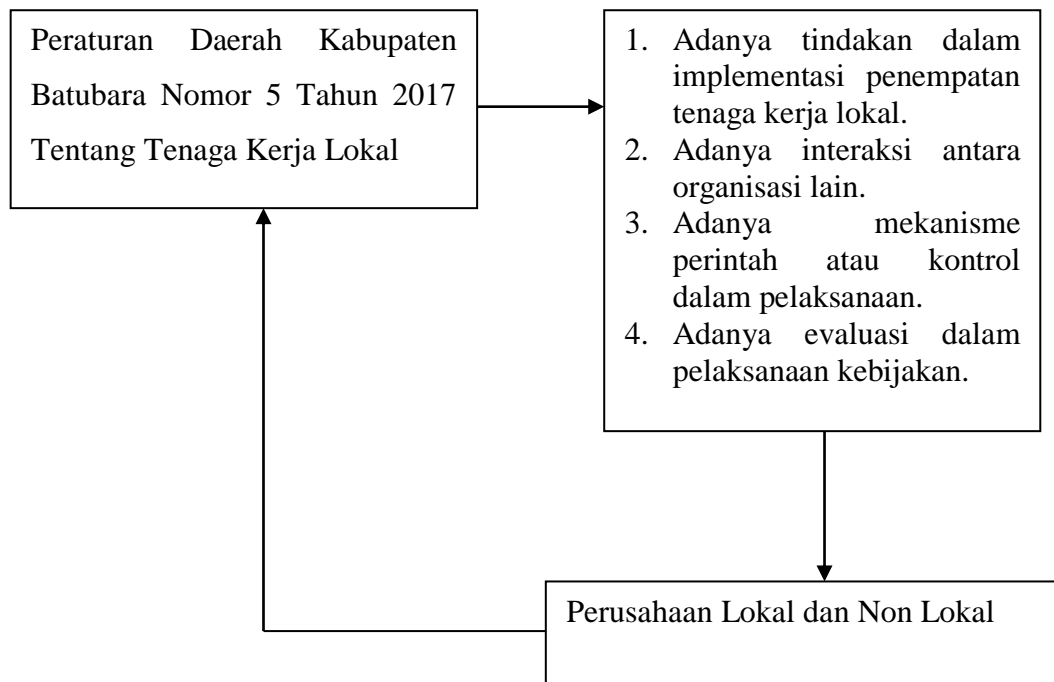 Peraturan Daerah Kabupaten
Batubara Nomor 5 Tahun 2017
Tentang Tenaga Kerja Lokal
1. Adanya tindakan dalam
implementasi penempatan
tenaga kerja lokal.
2. Adanya interaksi antara
organisasi lain.
3. Adanya mekanisme
perintah atau kontrol
dalam pelaksanaan.
4. Adanya evaluasi dalam
pelaksanaan kebijakan.
Perusahaan Lokal dan Non Lokal